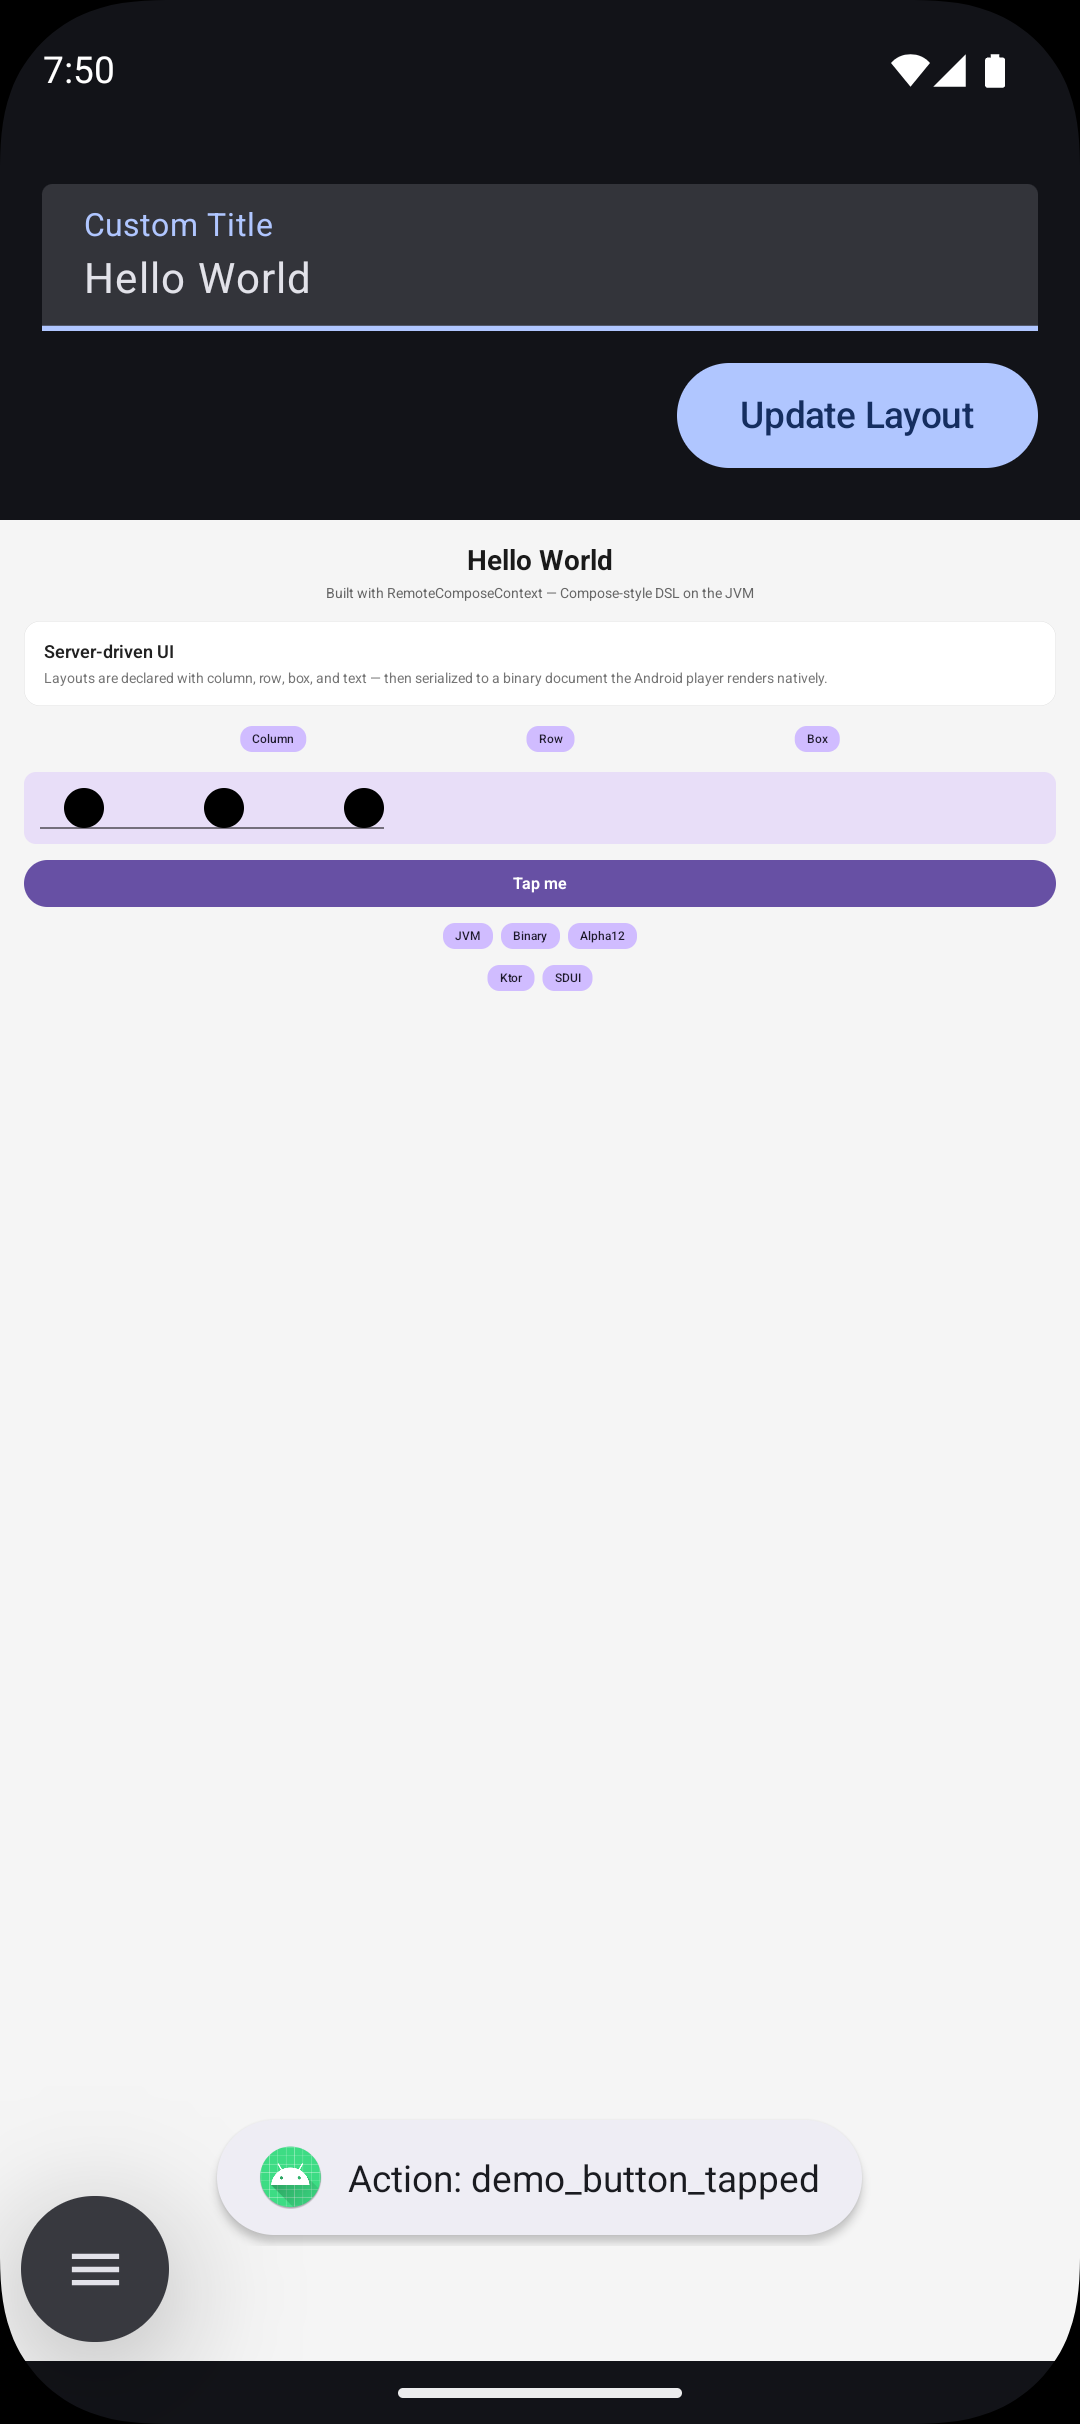 7:50
Custom Title
Hello World
Update Layout
Hello World
Built with RemoteComposeContext — Compose-style DSL on the JVM
Server-driven UI
Layouts are declared with column, row, box, and text — then serialized to a binary document the Android player renders natively.
Column Row Box
Tap me
JVM Binary Alpha12
Ktor SDUI
Action: demo_button_tapped